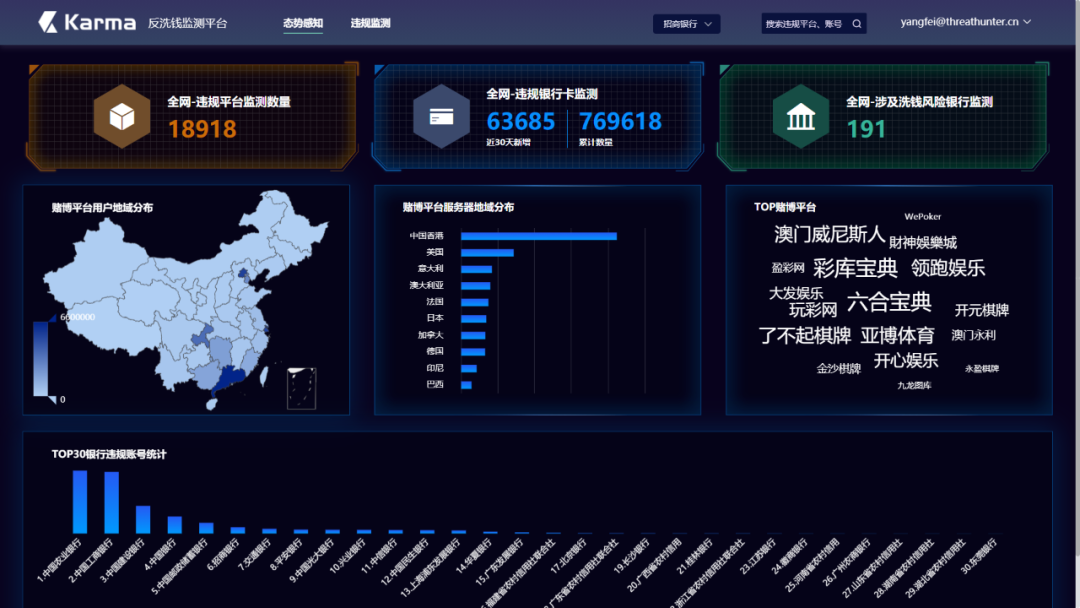 Karma 反洗钱监测平台
态势感知
违规监测
招商银行
搜索违规平台、账号
yangfei@threathunter.cn
全网-违规平台监测数量
18918
全网-违规银行卡监测
63685 769618
近30天新增 累计数量
全网-涉及洗钱风险银行监测
191
赌博平台用户地域分布
6600000
0
赌博平台服务器地域分布
中国香港
美国
意大利
澳大利亚
法国
日本
加拿大
德国
印尼
巴西
TOP赌博平台
WePoker
澳门威尼斯人 财神娱樂城
盈彩网 彩库宝典 领跑娱乐
大发娱乐
玩彩网 六合宝典 开元棋牌
了不起棋牌 亚博体育 澳门永利
金沙棋牌 开心娱乐 永盈棋牌
九龙图库
TOP30银行违规账号统计
1.中国农业银行
2.中国工商银行
3.中国建设银行
4.中国银行
5.中国邮政储蓄银行
6.招商银行
7.交通银行
8.平安银行
9.中国光大银行
10.兴业银行
11.中信银行
12.中国民生银行
13.上海浦东发展银行
14.华夏银行
15.广东发展银行
福建省农村信用社联合社
17.北京银行
广东省农村信用社联合社
19.长沙银行
20.广西省农村信用
21.桂林银行
浙江省农村信用社联合社
23.江苏银行
24.徽商银行
25.河南省农村信用
26.广州农商银行
27.山东省农村信用社
28.湖南省农村信用社
29.湖北省农村信用社
30.东莞银行